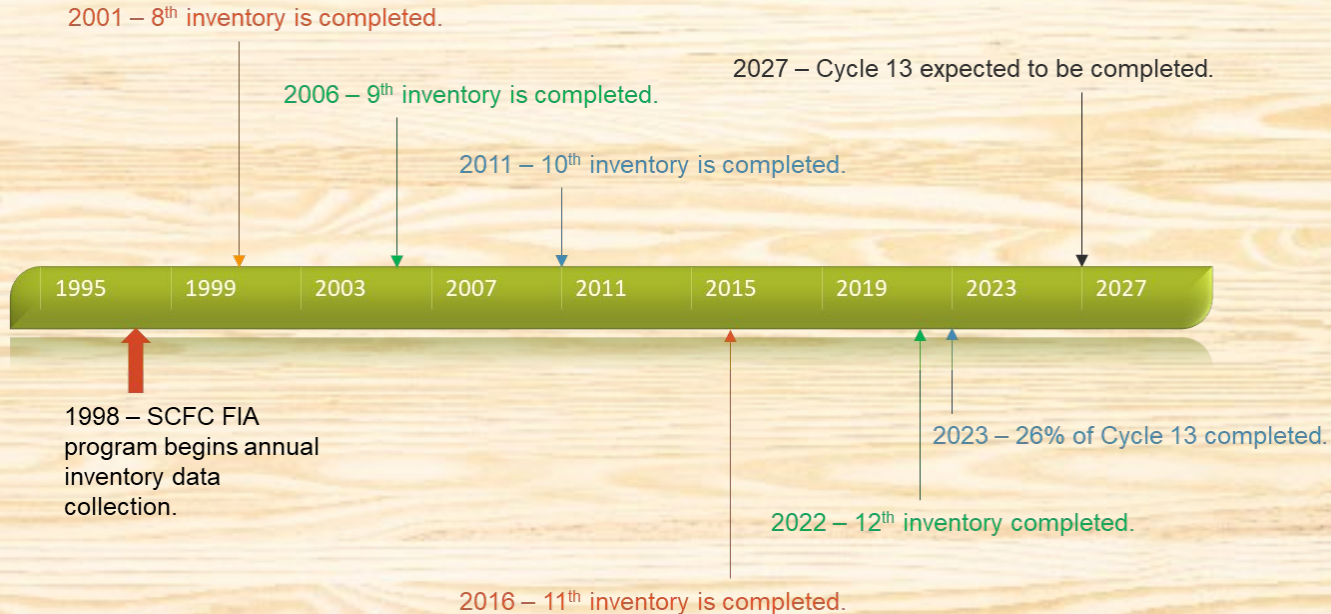 2001 – 8th inventory is completed.
2027 – Cycle 13 expected to be completed.
2006 – 9th inventory is completed.
2011 – 10th inventory is completed.
1995 1999 2003 2007 2011 2015 2019 2023 2027
1998 – SCFC FIA
program begins annual
inventory data
collection.
2023 – 26% of Cycle 13 completed.
2022 – 12th inventory completed.
2016 – 11th inventory is completed.